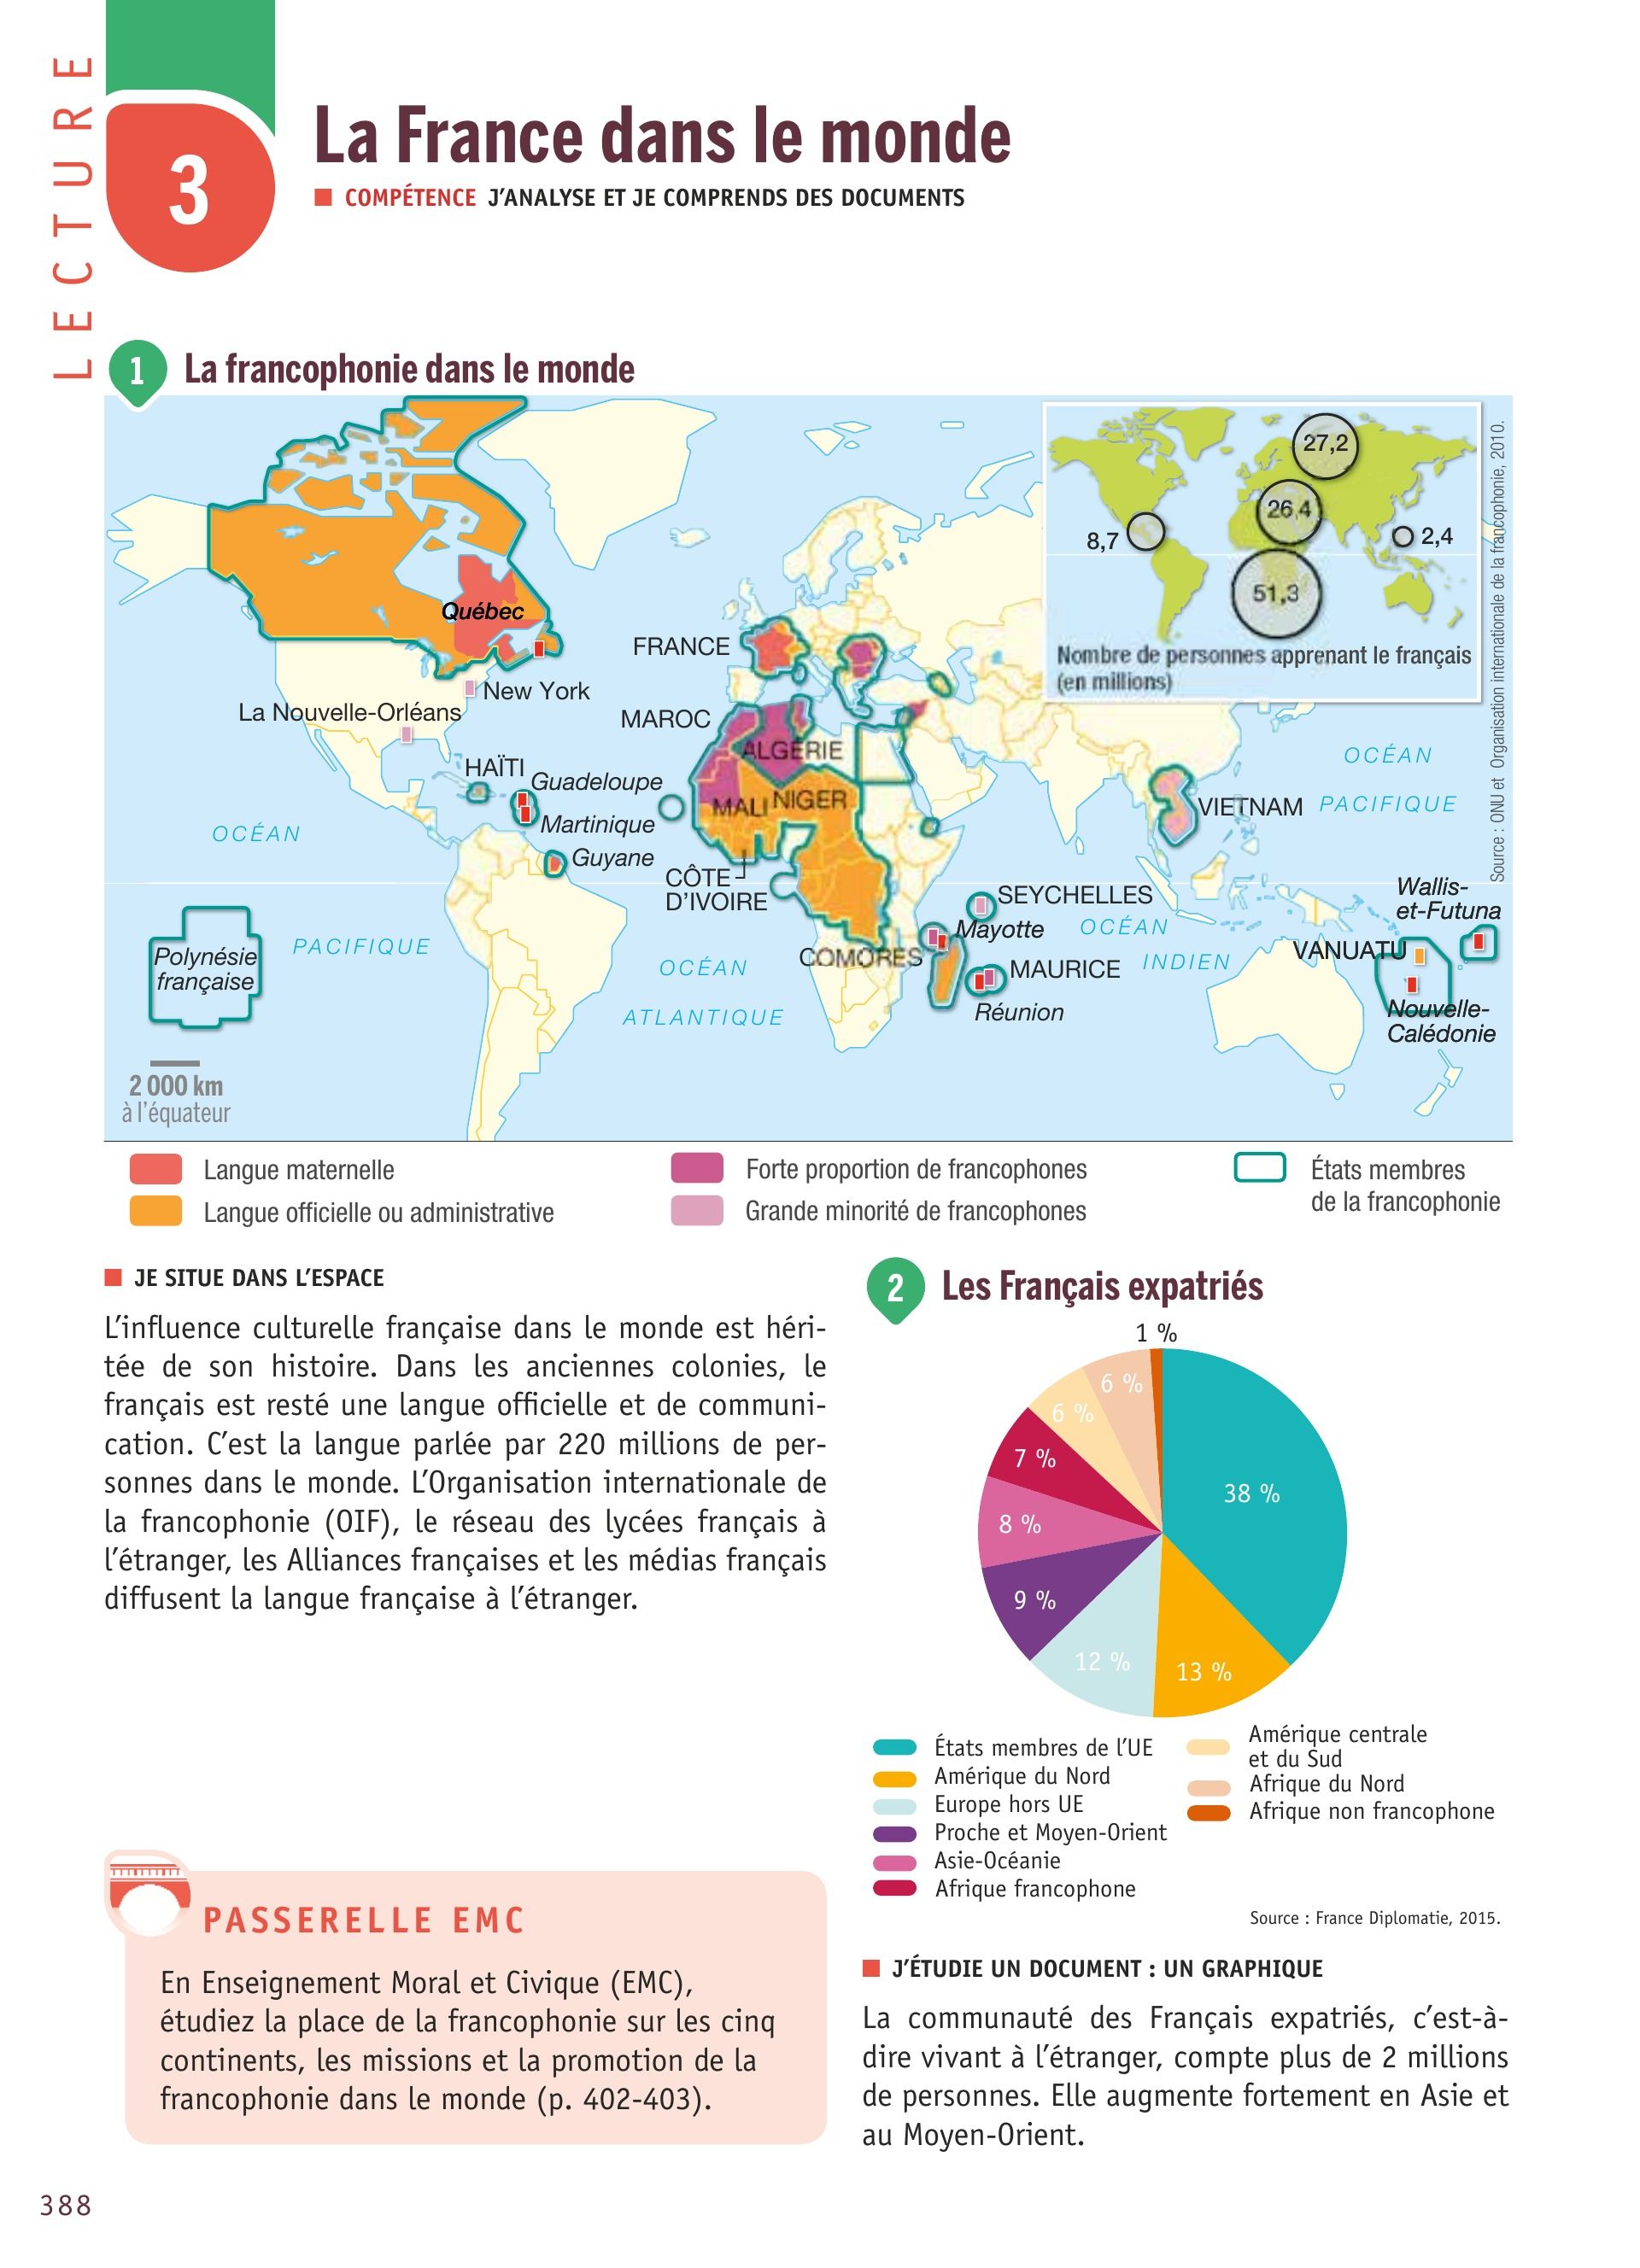 LECTURE
3
La France dans le monde
COMPÉTENCE J'ANALYSE ET JE COMPRENDS DES DOCUMENTS
1
La francophonie dans le monde
27,2
26,4
8,7
2,4
51,3
Nombre de personnes apprenant le français
(en millions)
Source : ONU et Organisation internationale de la francophonie, 2010.
Québec
FRANCE
New York
La Nouvelle-Orléans
MAROC
ALGÉRIE
OCÉAN
PACIFIQUE
HAÏTI
Guadeloupe
MALI
NIGER
VIETNAM
Martinique
OCÉAN
PACIFIQUE
Guyane
CÔTE
D'IVOIRE
SEYCHELLES
Wallis-
et-Futuna
Mayotte
OCÉAN
INDIEN
COMORES
VANUATU
Polynésie
française
OCÉAN
ATLANTIQUE
MAURICE
Réunion
Nouvelle-
Calédonie
2 000 km
à l'équateur
Langue maternelle
Langue officielle ou administrative
Forte proportion de francophones
Grande minorité de francophones
États membres
de la francophonie
JE SITUE DANS L'ESPACE
L'influence culturelle française dans le monde est héri-
tée de son histoire. Dans les anciennes colonies, le
français est resté une langue officielle et de communi-
cation. C'est la langue parlée par 220 millions de per-
sonnes dans le monde. L'Organisation internationale de
la francophonie (OIF), le réseau des lycées français à
l'étranger, les Alliances françaises et les médias français
diffusent la langue française à l'étranger.
PASSERELLE EMC
En Enseignement Moral et Civique (EMC),
étudiez la place de la francophonie sur les cinq
continents, les missions et la promotion de la
francophonie dans le monde (p. 402-403).
2
Les Français expatriés
1 %
6 %
6 %
7 %
38 %
8 %
9 %
12 %
13 %
États membres de l'UE
Amérique du Nord
Europe hors UE
Proche et Moyen-Orient
Asie-Océanie
Afrique francophone
Amérique centrale
et du Sud
Afrique du Nord
Afrique non francophone
Source : France Diplomatie, 2015.
J'ÉTUDIE UN DOCUMENT : UN GRAPHIQUE
La communauté des Français expatriés, c'est-à-
dire vivant à l'étranger, compte plus de 2 millions
de personnes. Elle augmente fortement en Asie et
au Moyen-Orient.
388